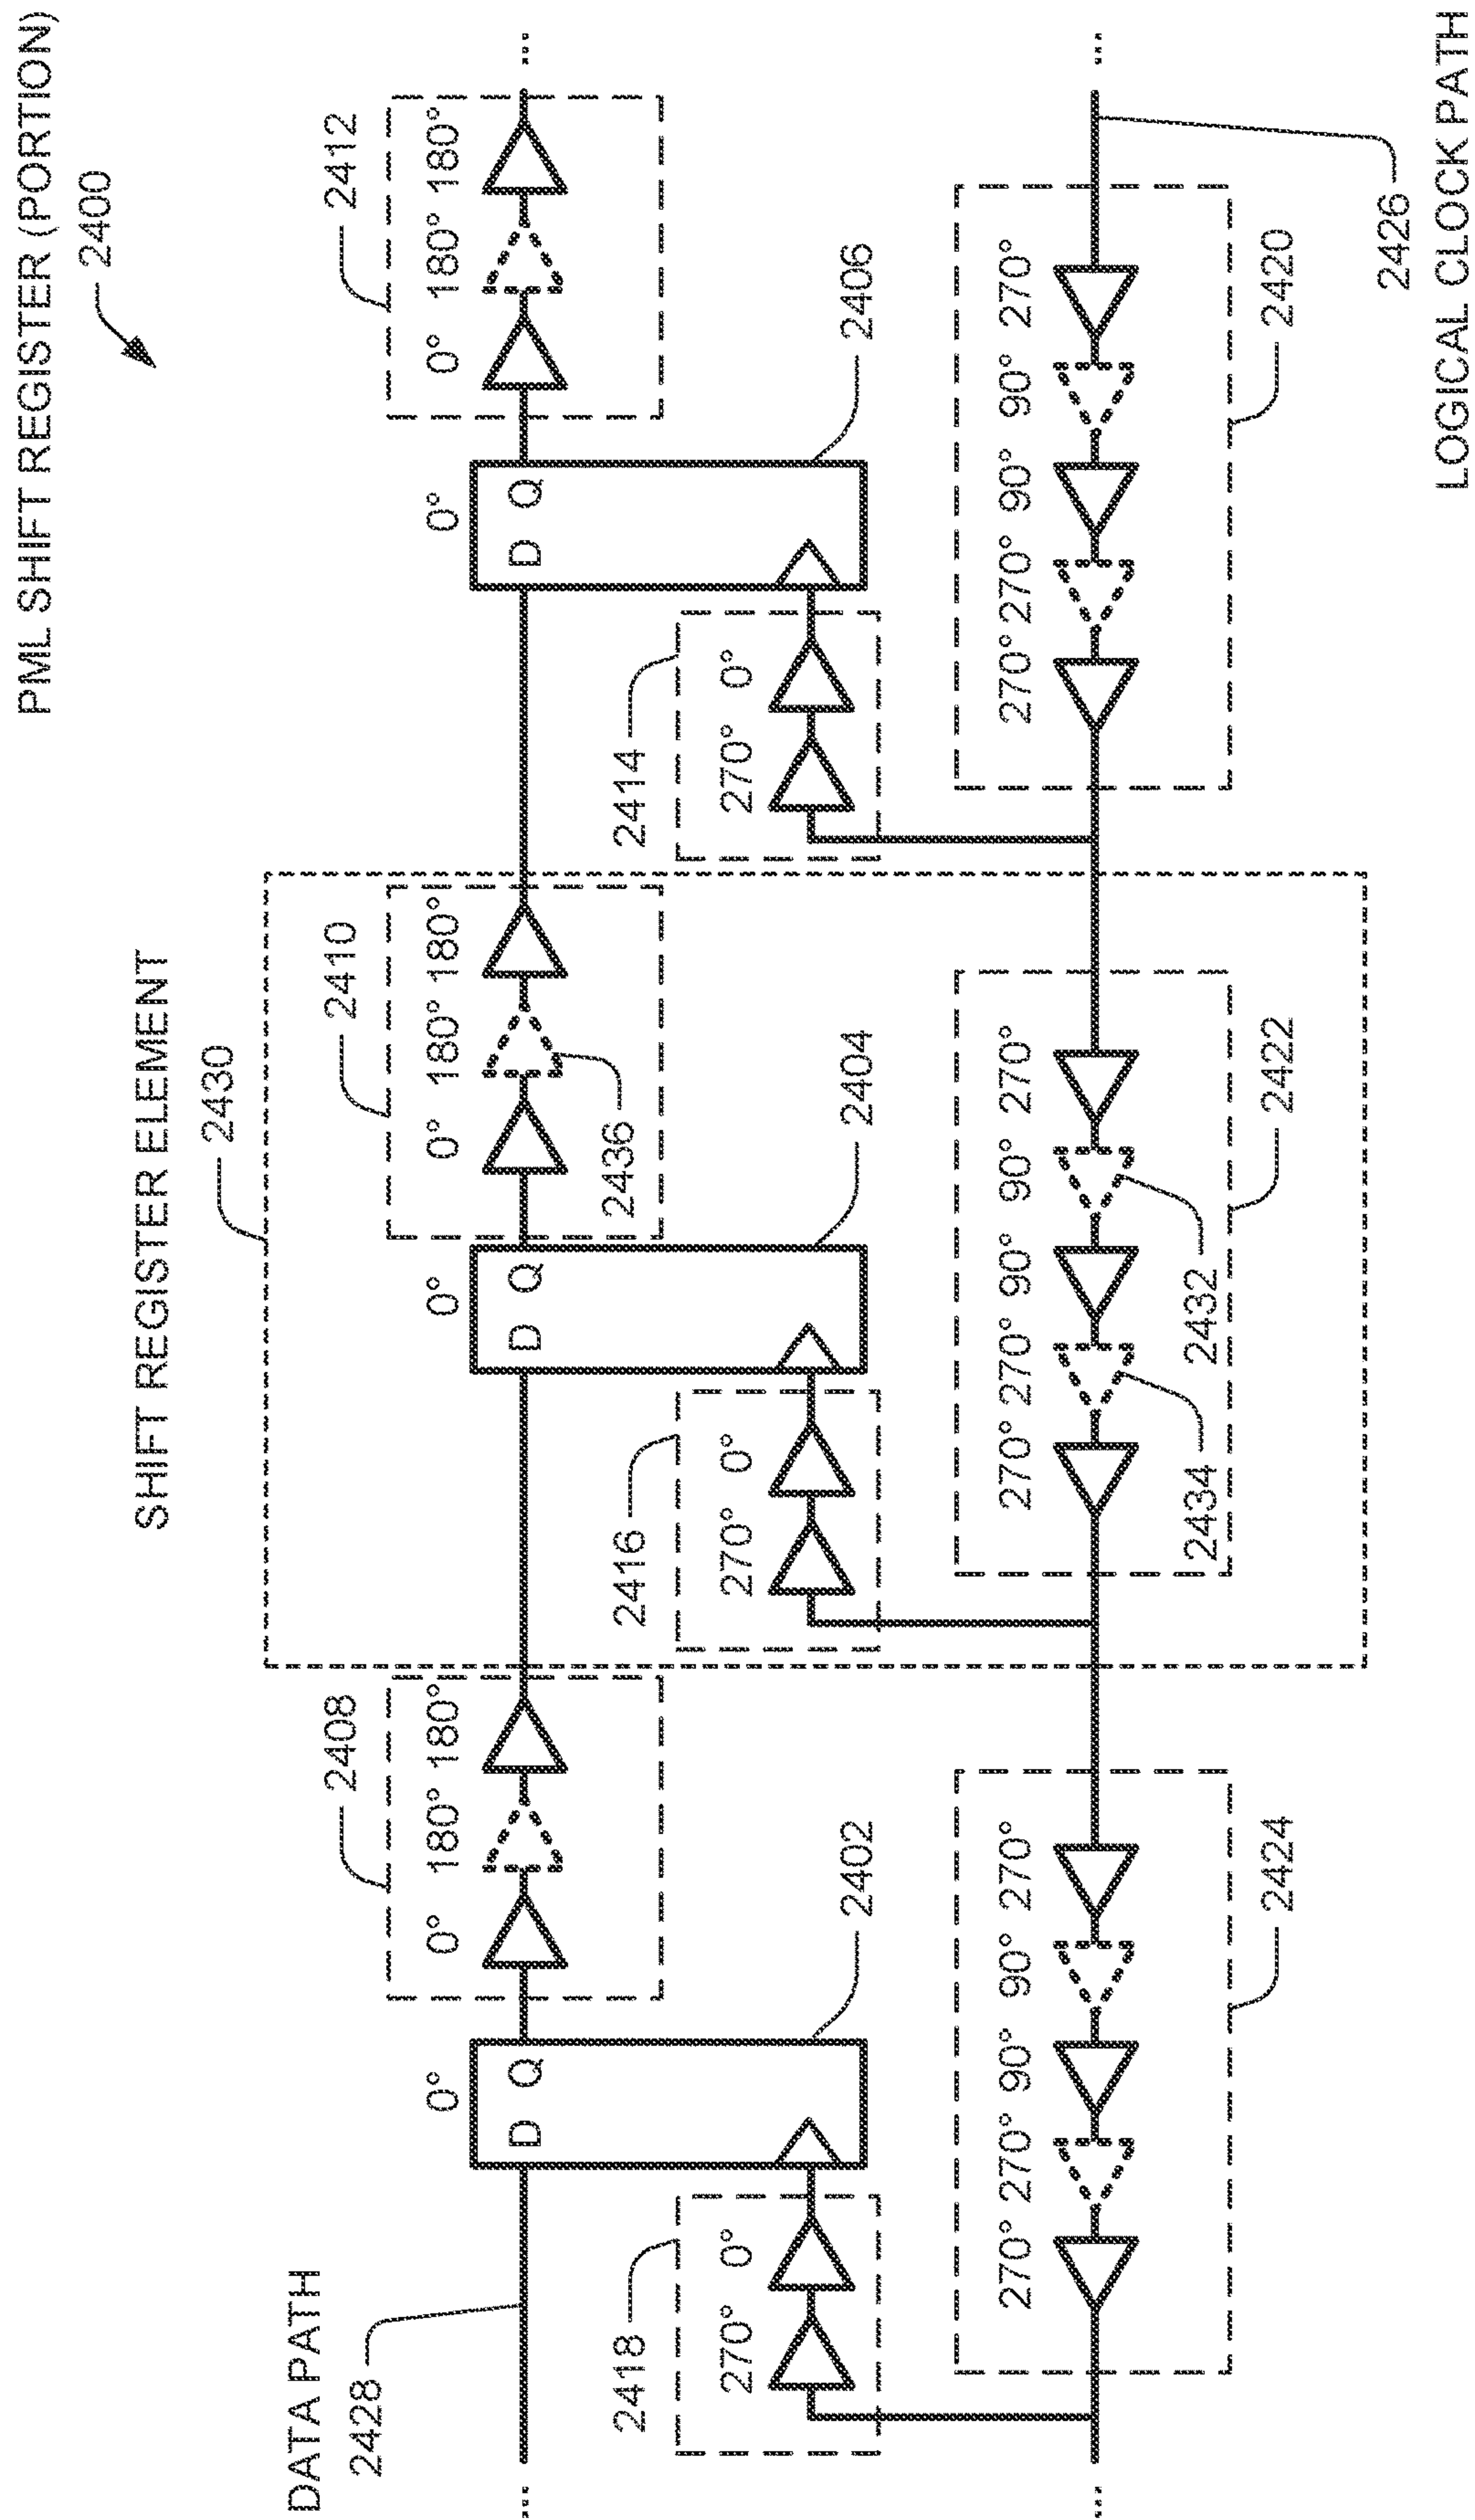 PML SHIFT REGISTER (PORTION)
2400
SHIFT REGISTER ELEMENT
2430
DATA PATH
2428
2408
2410
2412
0° 180° 180°
0° 180° 180°
0° 180° 180°
0°
0°
0°
D Q
D Q
D Q
2436
2402
2404
2406
2418
2416
2414
270° 0°
270° 0°
270° 0°
270° 270° 90° 90° 270°
270° 270° 90° 90° 270°
270° 270° 90° 90° 270°
2434
2432
2424
2422
2420
2426
LOGICAL CLOCK PATH
...
...
...
...